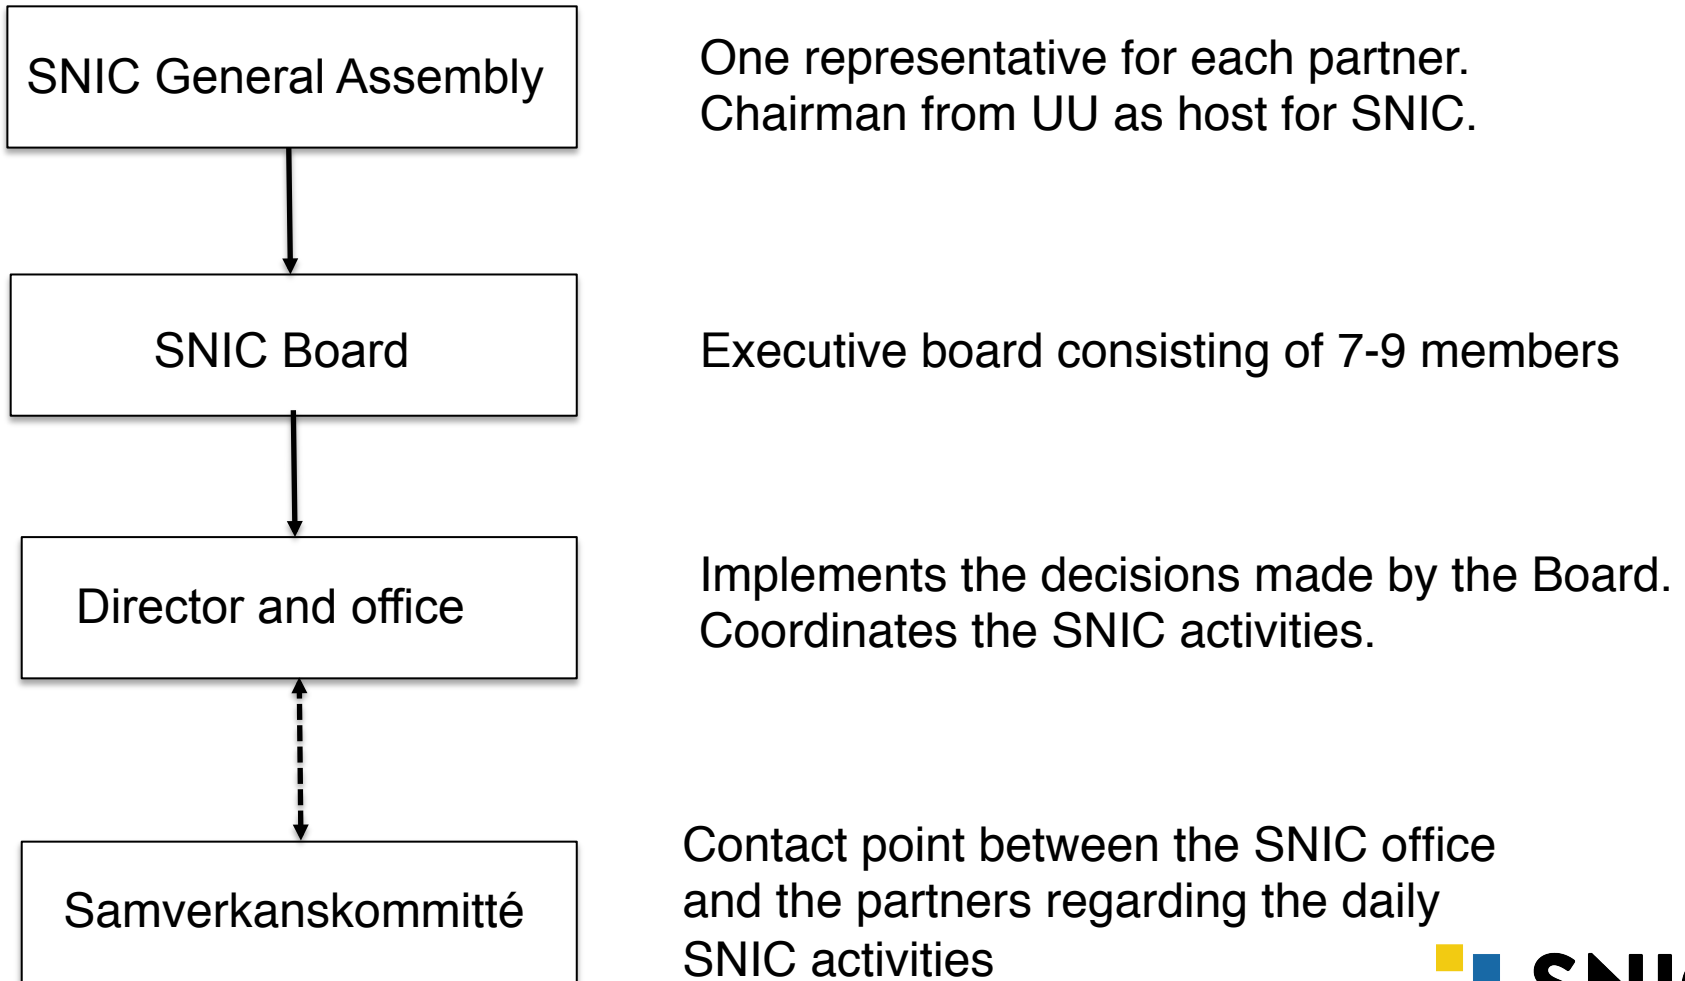 SNIC General Assembly
One representative for each partner.
Chairman from UU as host for SNIC.
SNIC Board
Executive board consisting of 7-9 members
Director and office
Implements the decisions made by the Board.
Coordinates the SNIC activities.
Samverkanskommitté
Contact point between the SNIC office
and the partners regarding the daily
SNIC activities
SNIC